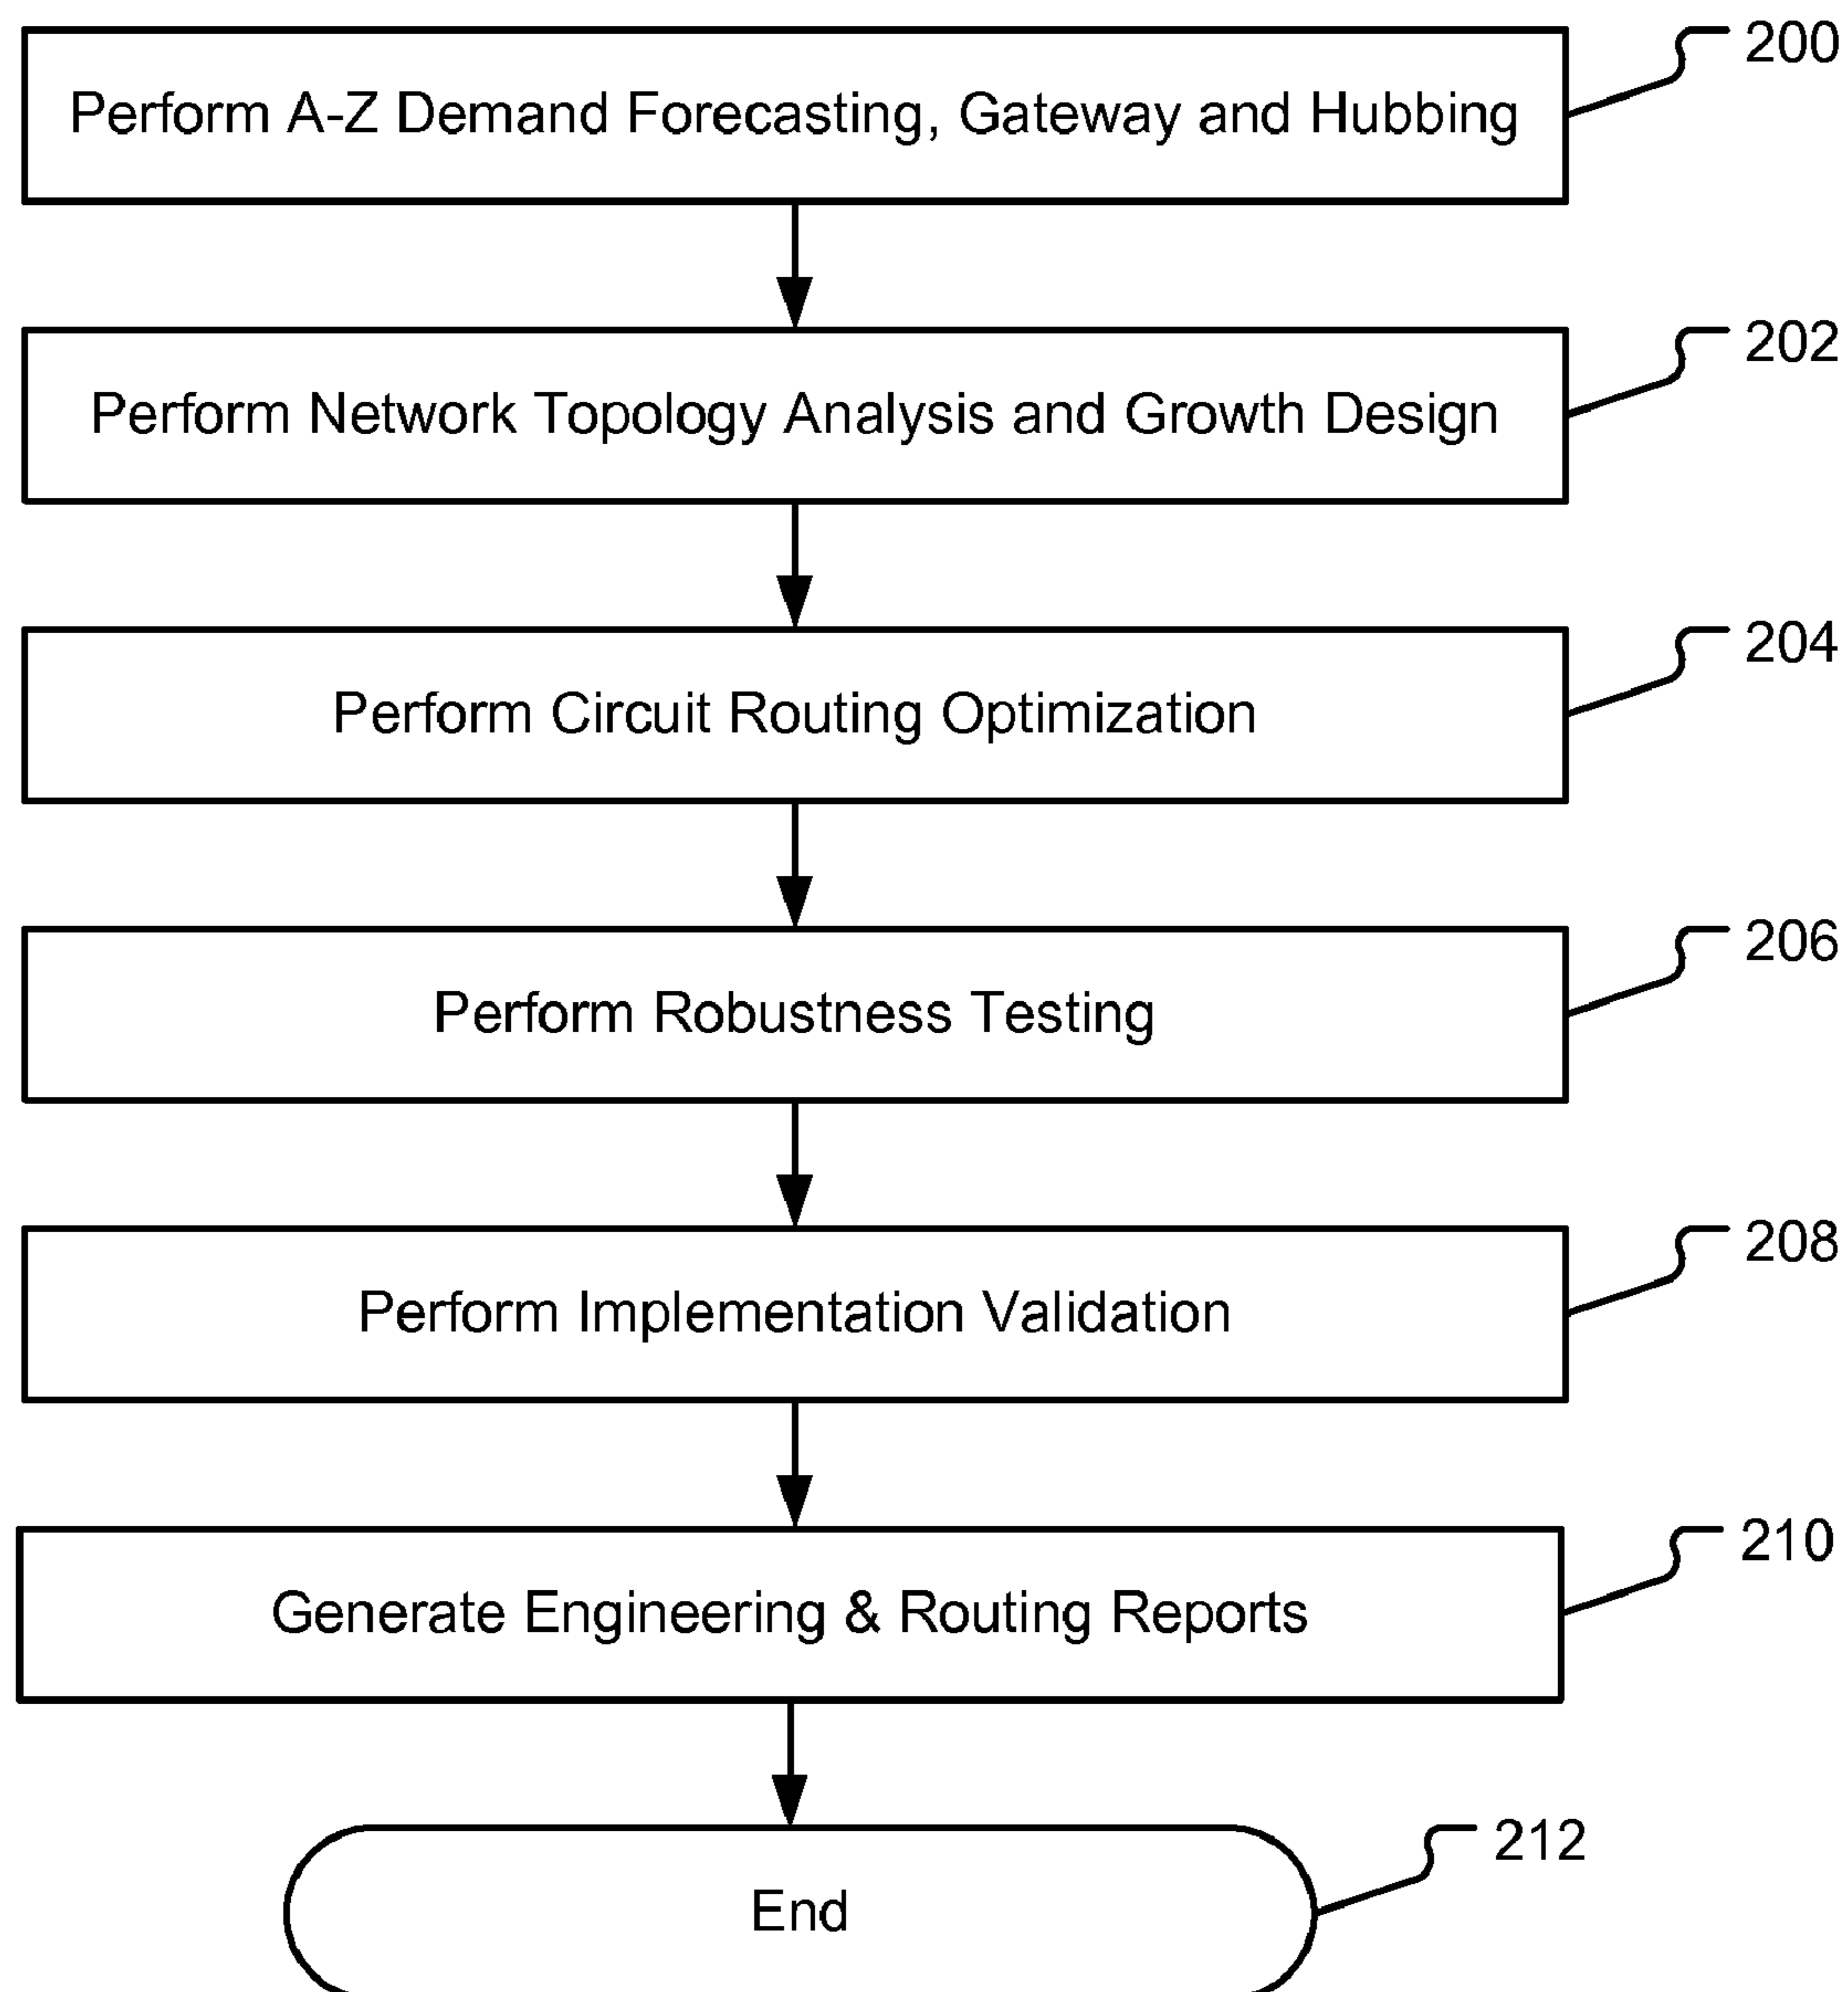 Perform A-Z Demand Forecasting, Gateway and Hubbing
200
Perform Network Topology Analysis and Growth Design
202
Perform Circuit Routing Optimization
204
Perform Robustness Testing
206
Perform Implementation Validation
208
Generate Engineering & Routing Reports
210
End
212